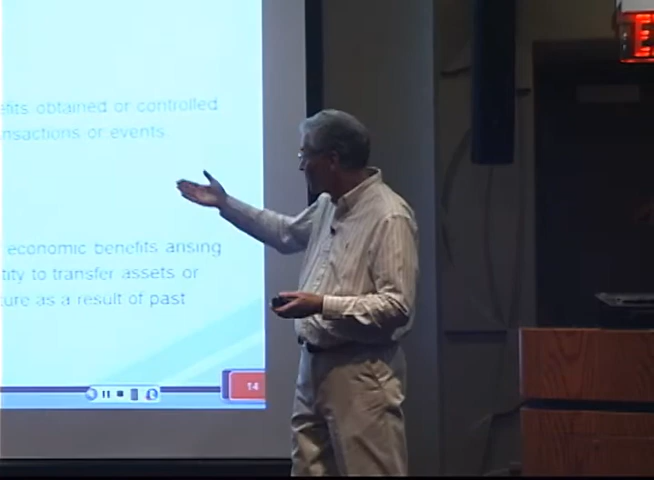 efits obtained or controlled
nsactions or events
economic benefits arising
tity to transfer assets or
ture as a result of past
14
E